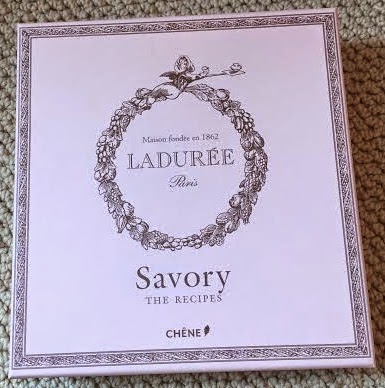 Maison fondée en 1862
LADURÉE
Paris
Savory
THE RECIPES
CHÊNE